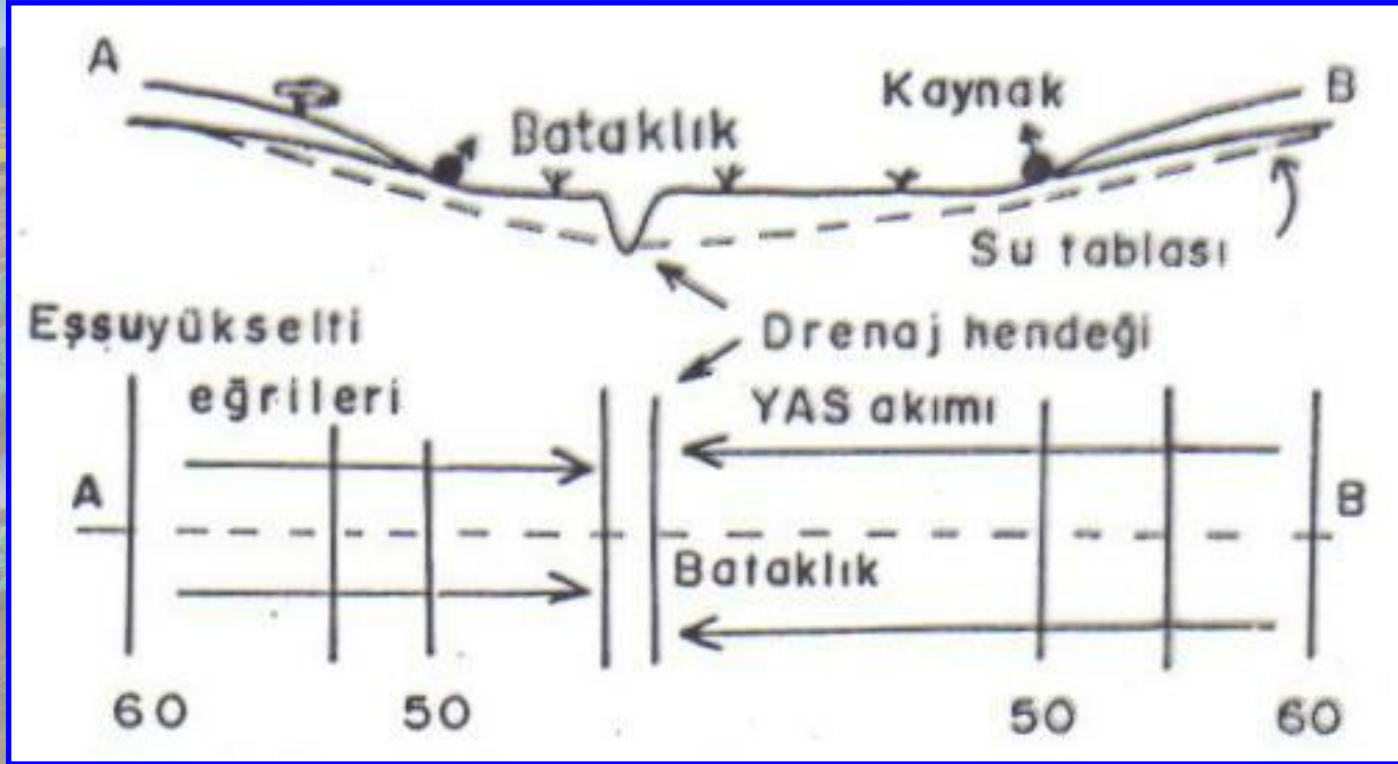 A
Bataklık
Kaynak
B
Su tablası
Eşsuyükselti
eğrileri
Drenaj hendeği
YAS akımı
A
B
Bataklık
60
50
50
60